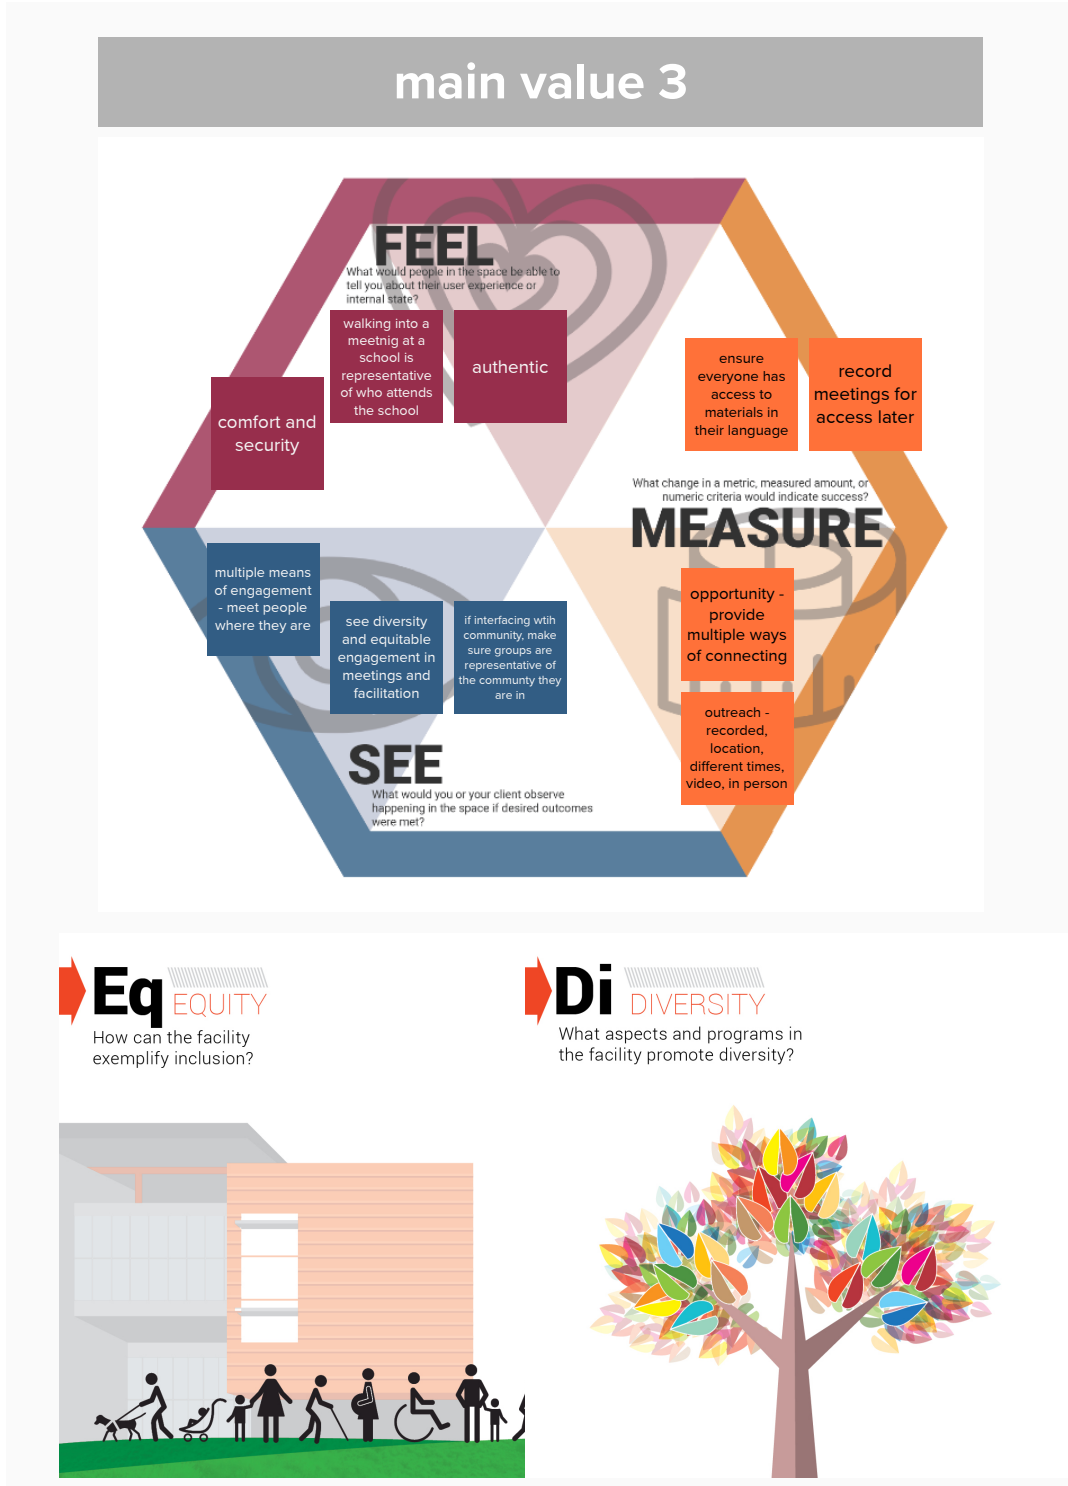 main value 3
FEEL
What would people in the space be able to
tell you about their user experience or
internal state?
walking into a
meetnig at a
school is
representative
of who attends
the school
authentic
comfort and
security
ensure
everyone has
access to
materials in
their language
record
meetings for
access later
What change in a metric, measured amount, or
numeric criteria would indicate success?
MEASURE
multiple means
of engagement
- meet people
where they are
see diversity
and equitable
engagement in
meetings and
facilitation
if interfacing wtih
community, make
sure groups are
representative of
the communty they
are in
opportunity -
provide
multiple ways
of connecting
outreach -
recorded,
location,
different times,
video, in person
SEE
What would you or your client observe
happening in the space if desired outcomes
were met?
Eq EQUITY
How can the facility
exemplify inclusion?
Di DIVERSITY
What aspects and programs in
the facility promote diversity?